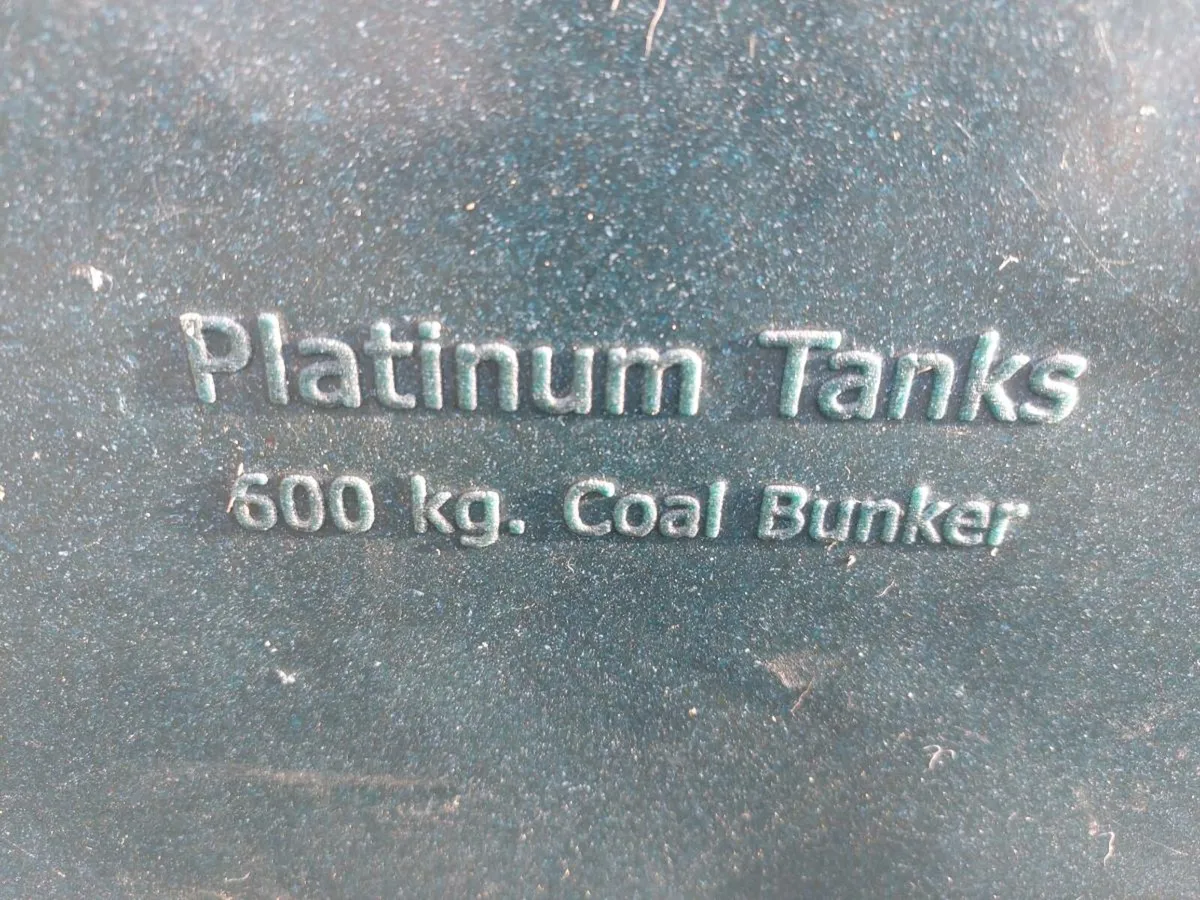 Platinum Tanks
600 kg. Coal Bunker